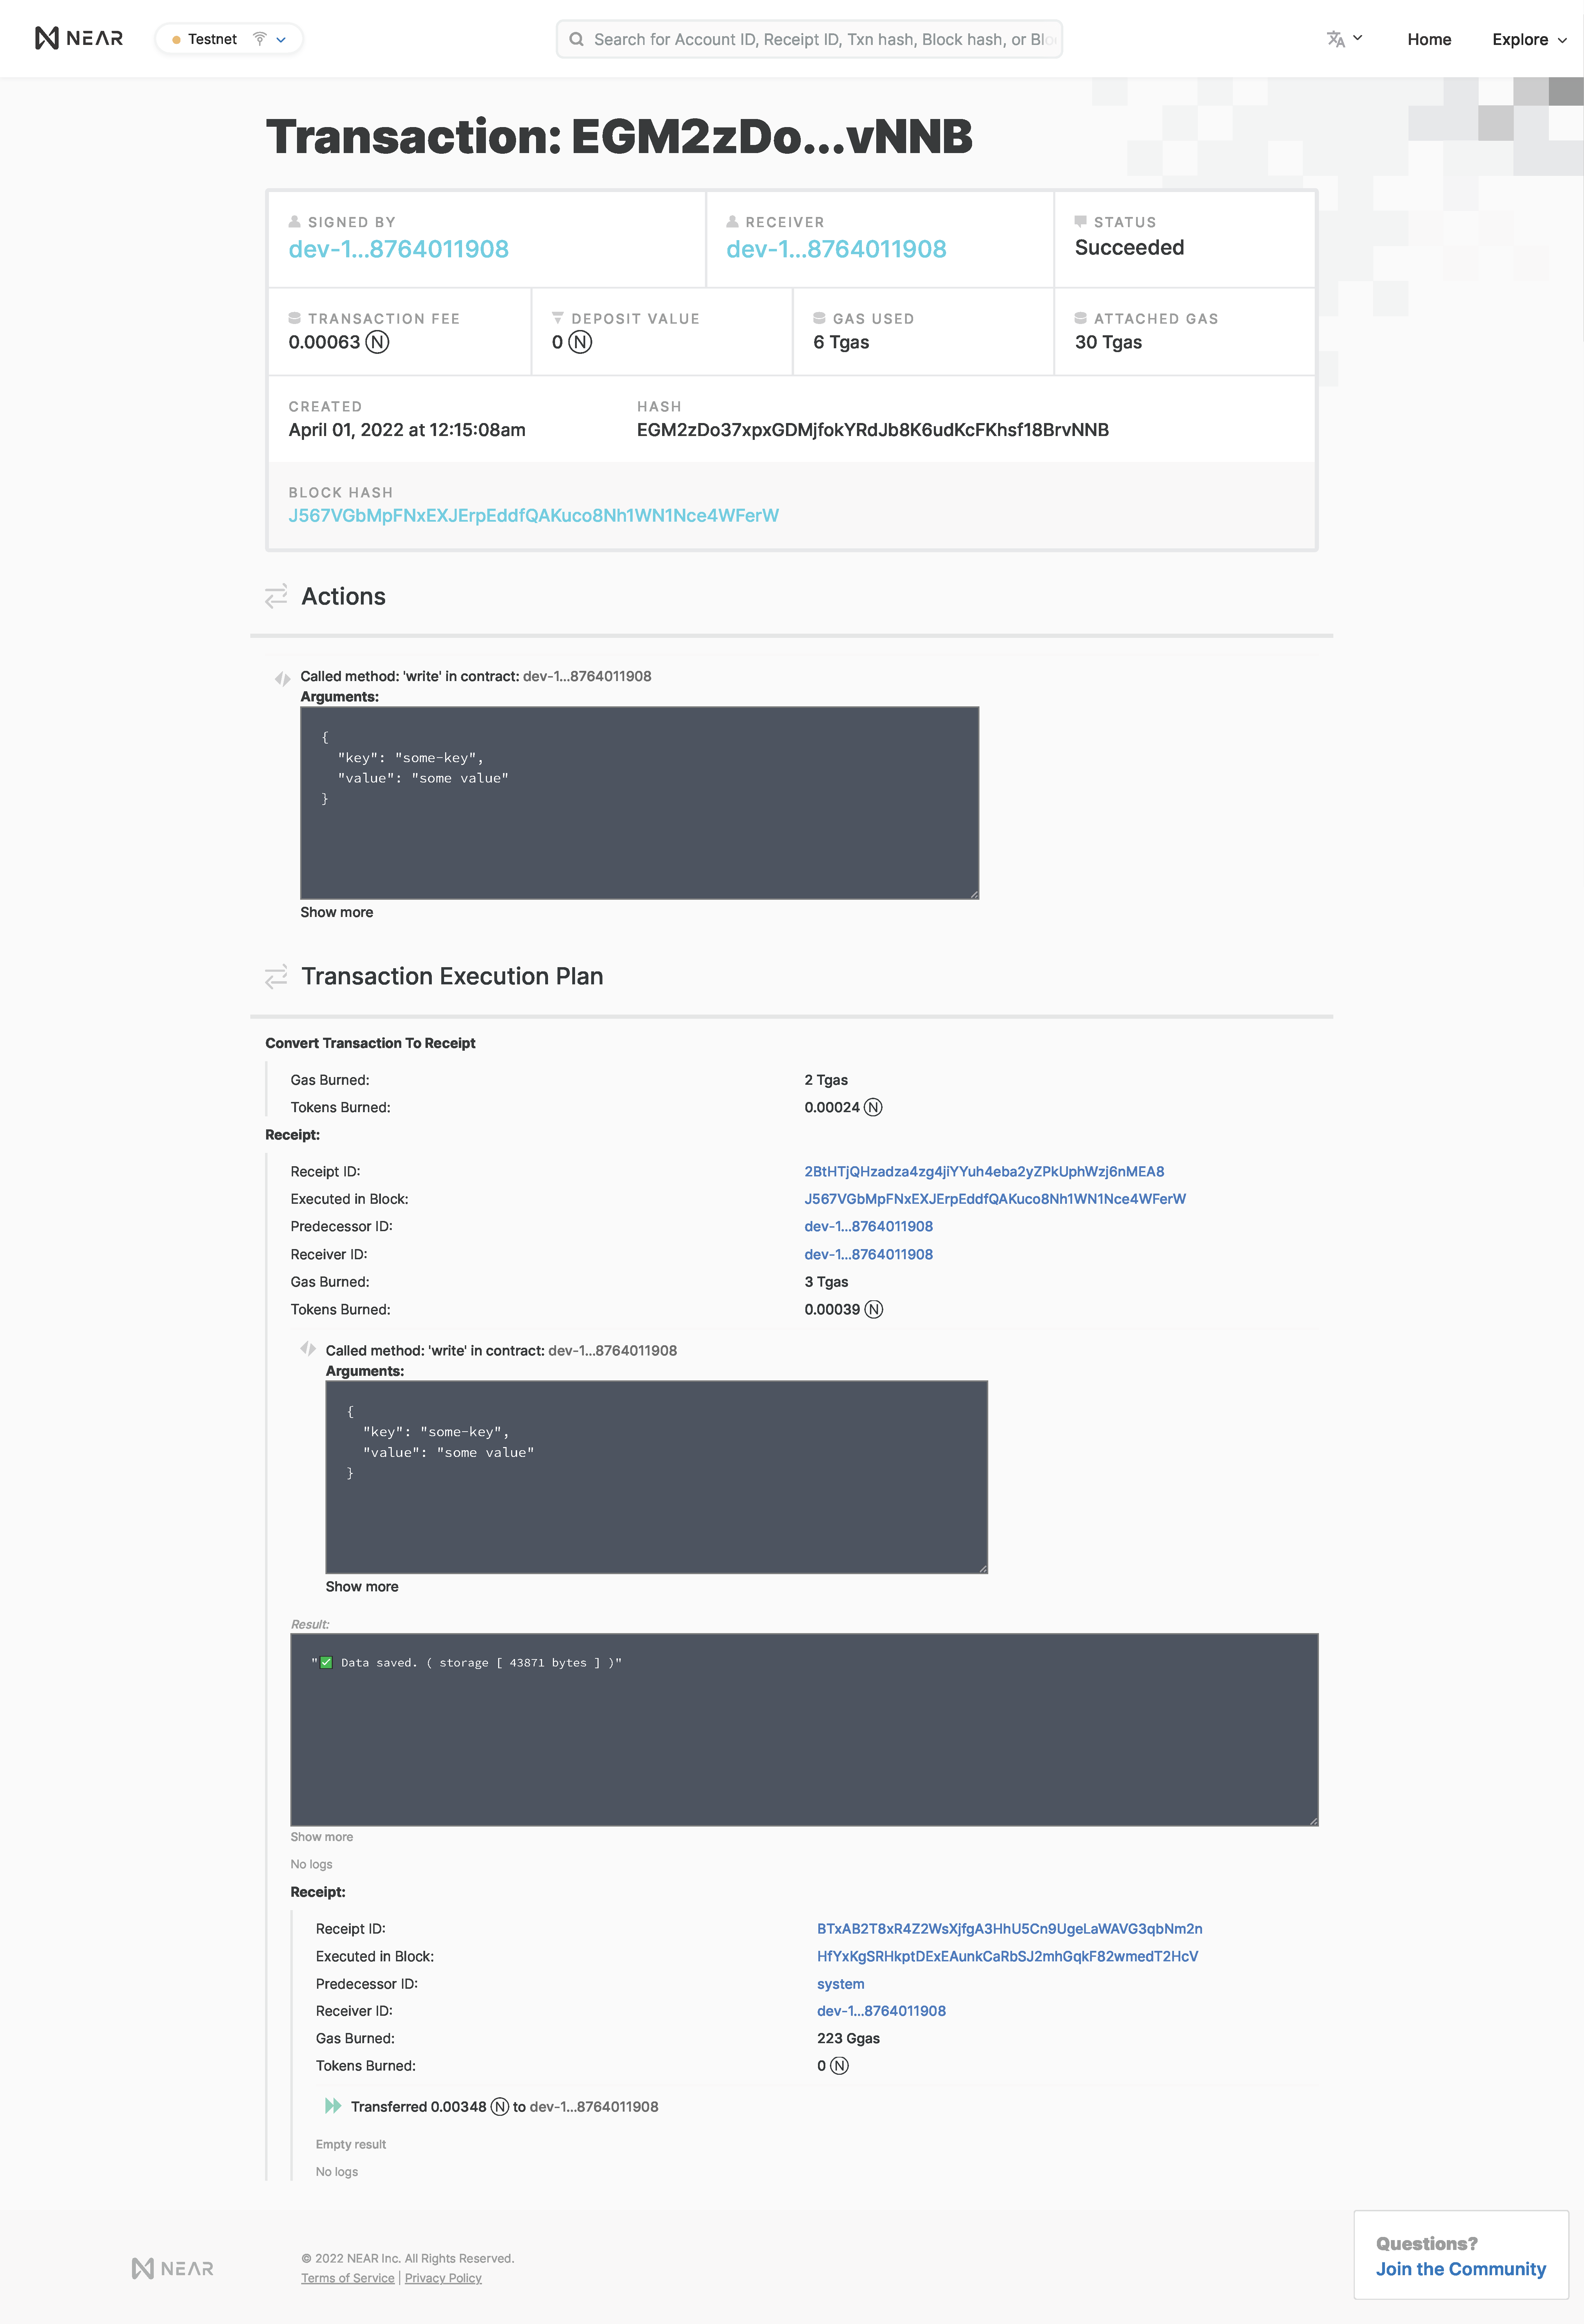 NEAR
Testnet
Search for Account ID, Receipt ID, Txn hash, Block hash, or Blo
Home
Explore
Transaction: EGM2zDo...vNNB
SIGNED BY
dev-1...8764011908
RECEIVER
dev-1...8764011908
STATUS
Succeeded
TRANSACTION FEE
0.00063 Ⓝ
DEPOSIT VALUE
0 Ⓝ
GAS USED
6 Tgas
ATTACHED GAS
30 Tgas
CREATED
April 01, 2022 at 12:15:08am
HASH
EGM2zDo37xpxGDMjfokYRdJb8K6udKcFKhsf18BrvNNB
BLOCK HASH
J567VGbMpFNxEXJErpEddfQAKuco8Nh1WN1Nce4WFerW
Actions
Called method: 'write' in contract: dev-1...8764011908
Arguments:
{
"key": "some-key",
"value": "some value"
}
Show more
Transaction Execution Plan
Convert Transaction To Receipt
Gas Burned: 2 Tgas
Tokens Burned: 0.00024 Ⓝ
Receipt:
Receipt ID: 2BtHTjQHzadza4zg4jiYYuh4eba2yZPkUphWzj6nMEA8
Executed in Block: J567VGbMpFNxEXJErpEddfQAKuco8Nh1WN1Nce4WFerW
Predecessor ID: dev-1...8764011908
Receiver ID: dev-1...8764011908
Gas Burned: 3 Tgas
Tokens Burned: 0.00039 Ⓝ
Called method: 'write' in contract: dev-1...8764011908
Arguments:
{
"key": "some-key",
"value": "some value"
}
Show more
Result:
"✅ Data saved. ( storage [ 43871 bytes ] )"
Show more
No logs
Receipt:
Receipt ID: BTxAB2T8xR4Z2WsXjfgA3HhU5Cn9UgeLaWAVG3qbNm2n
Executed in Block: HfYxKgSRHkptDExEAunkCaRbSJ2mhGqkF82wmedT2HcV
Predecessor ID: system
Receiver ID: dev-1...8764011908
Gas Burned: 223 Ggas
Tokens Burned: 0 Ⓝ
Transferred 0.00348 Ⓝ to dev-1...8764011908
Empty result
No logs
NEAR
© 2022 NEAR Inc. All Rights Reserved.
Terms of Service | Privacy Policy
Questions?
Join the Community